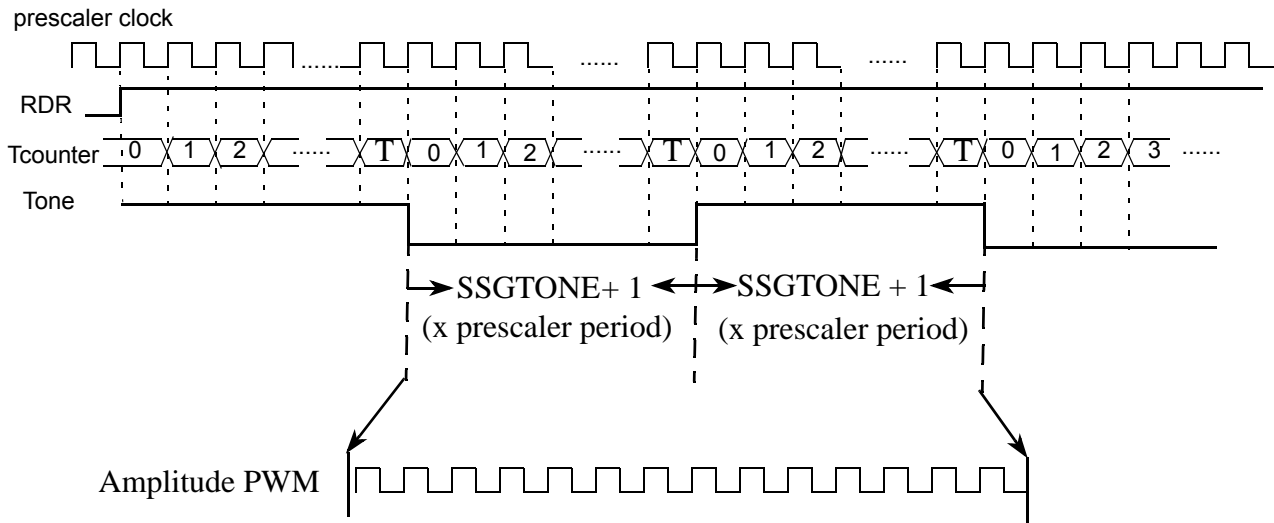 prescaler clock
...... ...... ......
RDR
Tcounter 0 1 2 ...... T 0 1 2 ...... T 0 1 2 ...... T 0 1 2 3 ......
Tone
SSGTONE+ 1 SSGTONE + 1
(x prescaler period) (x prescaler period)
Amplitude PWM